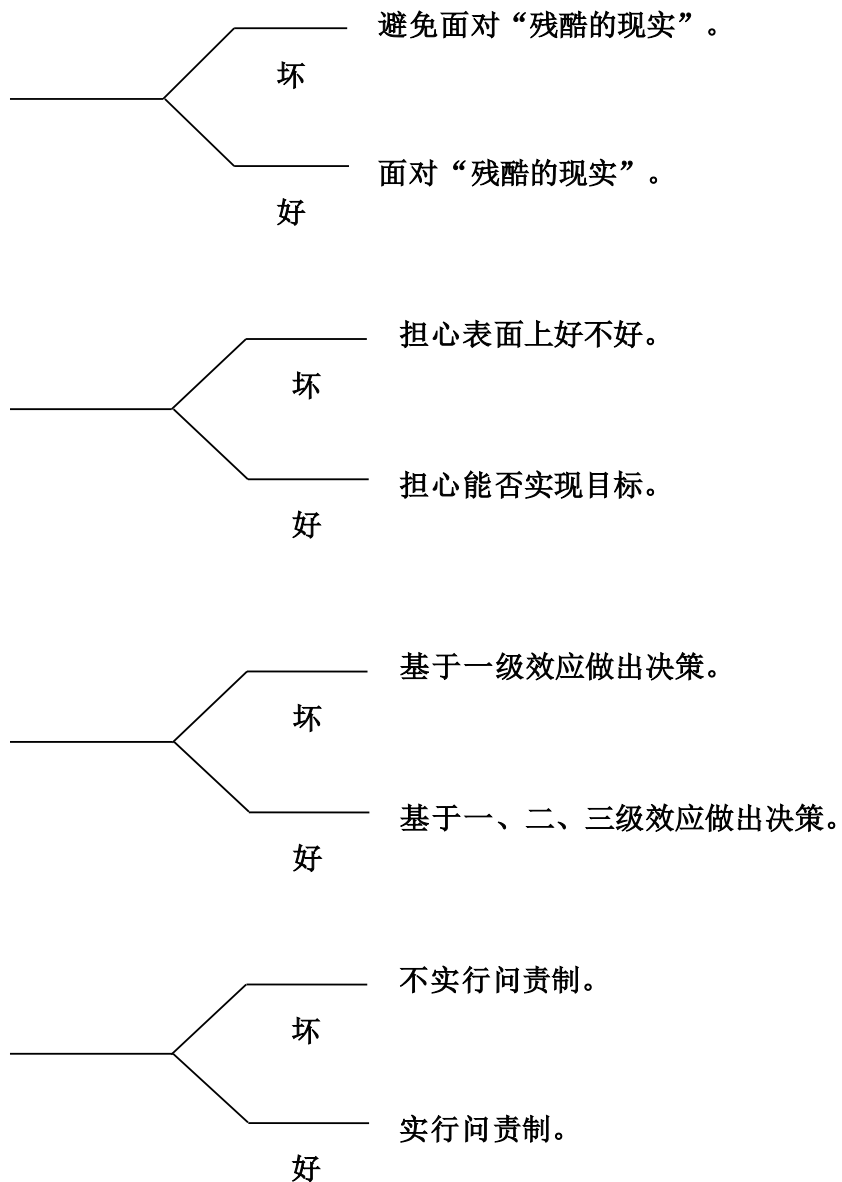 避免面对“残酷的现实”。
坏
面对“残酷的现实”。
好
担心表面上好不好。
坏
担心能否实现目标。
好
基于一级效应做出决策。
坏
基于一、二、三级效应做出决策。
好
不实行问责制。
坏
实行问责制。
好